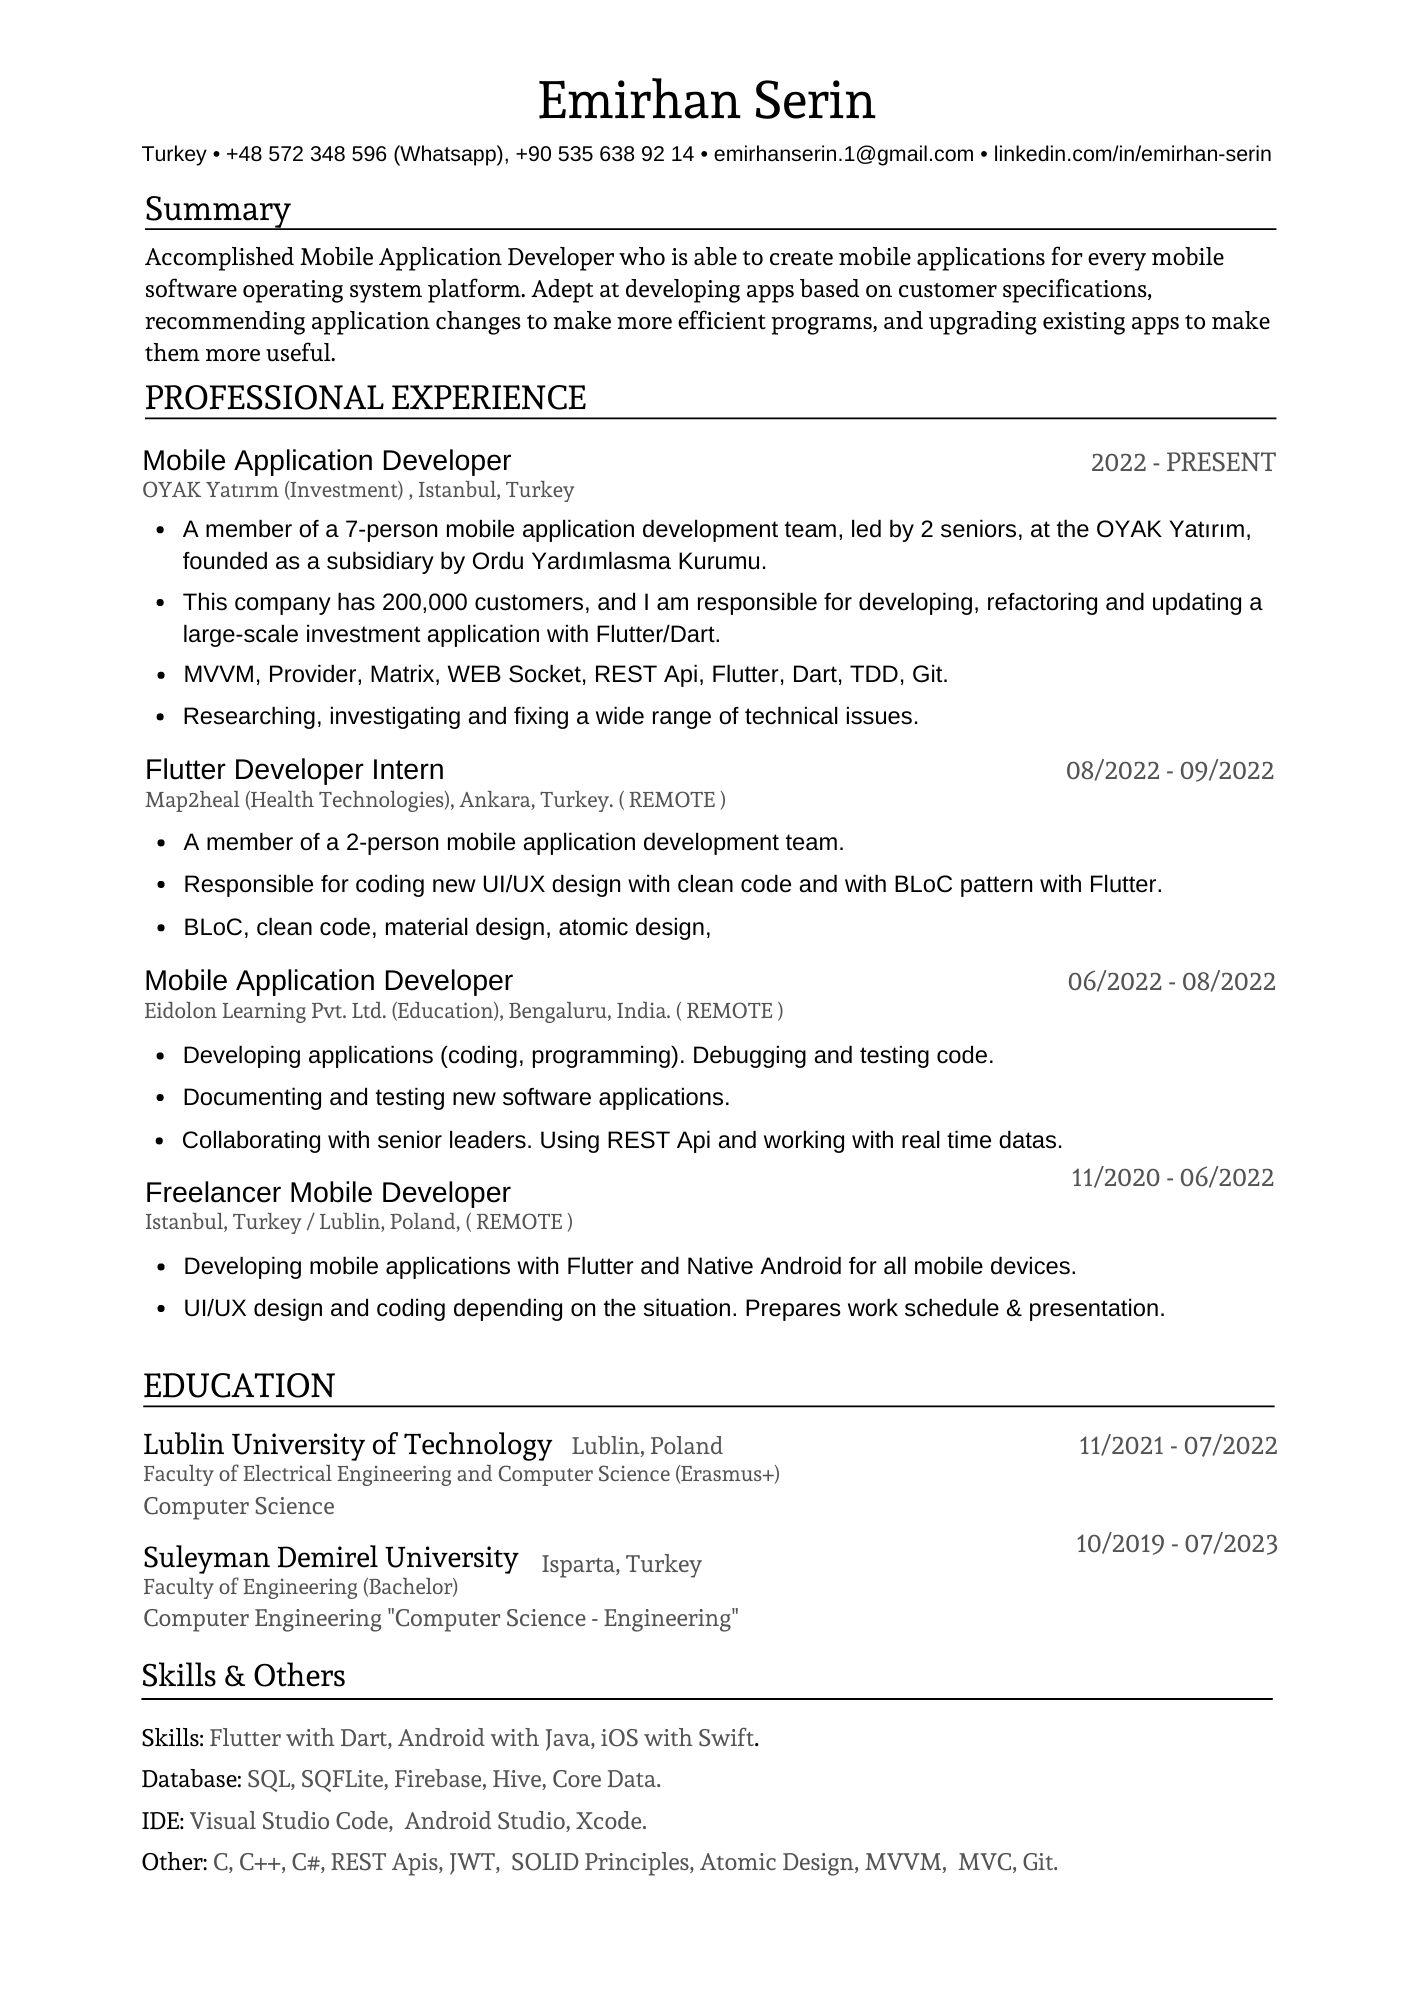 Emirhan Serin
Turkey • +48 572 348 596 (Whatsapp), +90 535 638 92 14 • emirhanserin.1@gmail.com • linkedin.com/in/emirhan-serin
Summary
Accomplished Mobile Application Developer who is able to create mobile applications for every mobile
software operating system platform. Adept at developing apps based on customer specifications,
recommending application changes to make more efficient programs, and upgrading existing apps to make
them more useful.
PROFESSIONAL EXPERIENCE
Mobile Application Developer 2022 - PRESENT
OYAK Yatırım (Investment) , Istanbul, Turkey
• A member of a 7-person mobile application development team, led by 2 seniors, at the OYAK Yatırım,
founded as a subsidiary by Ordu Yardımlasma Kurumu.
• This company has 200,000 customers, and I am responsible for developing, refactoring and updating a
large-scale investment application with Flutter/Dart.
• MVVM, Provider, Matrix, WEB Socket, REST Api, Flutter, Dart, TDD, Git.
• Researching, investigating and fixing a wide range of technical issues.
Flutter Developer Intern 08/2022 - 09/2022
Map2heal (Health Technologies), Ankara, Turkey. ( REMOTE )
• A member of a 2-person mobile application development team.
• Responsible for coding new UI/UX design with clean code and with BLoC pattern with Flutter.
• BLoC, clean code, material design, atomic design,
Mobile Application Developer 06/2022 - 08/2022
Eidolon Learning Pvt. Ltd. (Education), Bengaluru, India. ( REMOTE )
• Developing applications (coding, programming). Debugging and testing code.
• Documenting and testing new software applications.
• Collaborating with senior leaders. Using REST Api and working with real time datas.
Freelancer Mobile Developer 11/2020 - 06/2022
Istanbul, Turkey / Lublin, Poland, ( REMOTE )
• Developing mobile applications with Flutter and Native Android for all mobile devices.
• UI/UX design and coding depending on the situation. Prepares work schedule & presentation.
EDUCATION
Lublin University of Technology Lublin, Poland 11/2021 - 07/2022
Faculty of Electrical Engineering and Computer Science (Erasmus+)
Computer Science
Suleyman Demirel University Isparta, Turkey 10/2019 - 07/2023
Faculty of Engineering (Bachelor)
Computer Engineering "Computer Science - Engineering"
Skills & Others
Skills: Flutter with Dart, Android with Java, iOS with Swift.
Database: SQL, SQFLite, Firebase, Hive, Core Data.
IDE: Visual Studio Code, Android Studio, Xcode.
Other: C, C++, C#, REST Apis, JWT, SOLID Principles, Atomic Design, MVVM, MVC, Git.